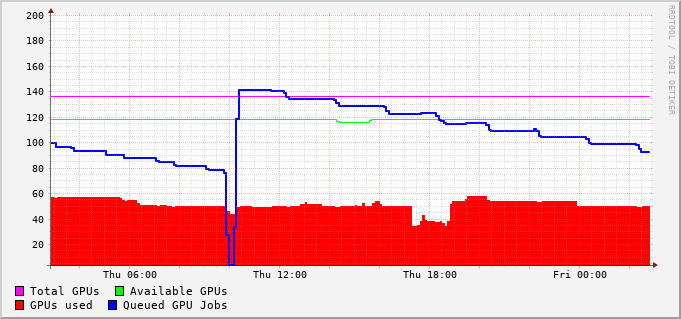 200
180
160
140
120
100
80
60
40
20
Thu 06:00 Thu 12:00 Thu 18:00 Fri 00:00
Total GPUs Available GPUs
GPUs used Queued GPU Jobs
RRDTOOL / TOBI OETIKER